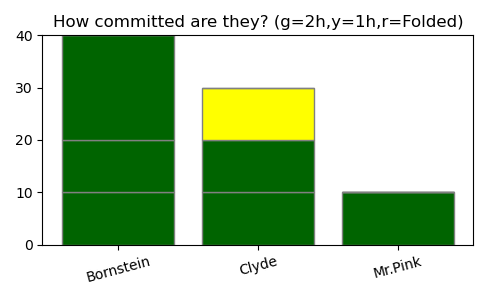 How committed are they? (g=2h,y=1h,r=Folded)
40
30
20
10
0
Bornstein
Clyde
Mr.Pink